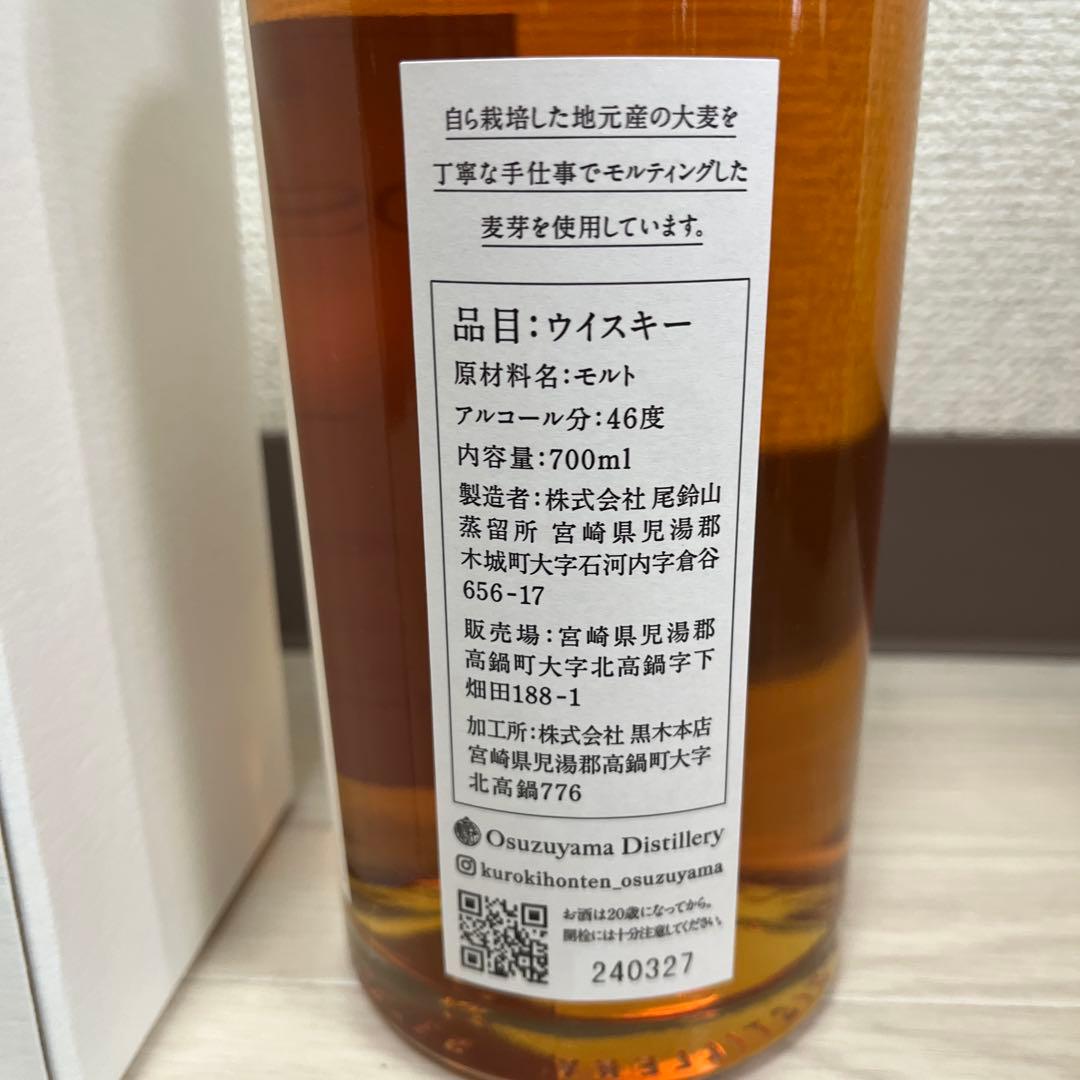 自ら栽培した地元産の大麦を
丁寧な手仕事でモルティングした
麦芽を使用しています。
品目：ウイスキー
原材料名：モルト
アルコール分：46度
内容量：700ml
製造者：株式会社 尾鈴山
蒸留所 宮崎県児湯郡
木城町大字石河内字倉谷
656-17
販売場：宮崎県児湯郡
高鍋町大字北高鍋字下
畑田188-1
加工所：株式会社 黒木本店
宮崎県児湯郡高鍋町大字
北高鍋776
Osuzuyama Distillery
kurokihonten_osuzuyama
お酒は20歳になってから。
開栓には十分注意してください。
240327